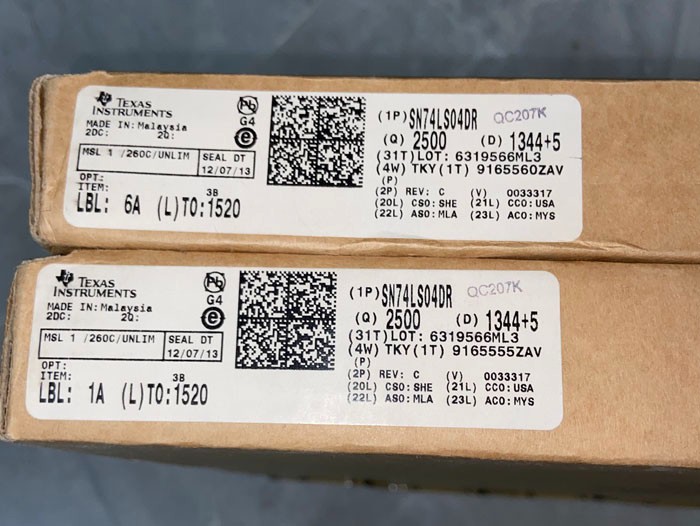 TEXAS
INSTRUMENTS
MADE IN: Malaysia
2DC: 2Q:
MSL 1 /260C/UNLIM SEAL DT
12/07/13
OPT:
ITEM:
3B
LBL: 6A (L)TO:1520
Pb
G4
e
(1P)SN74LS04DR QC207K
(Q) 2500 (D) 1344+5
(31T)LOT: 6319566ML3
(4W) TKY(1T) 9165560ZAV
(P)
(2P) REV: C (V) 0033317
(20L) CSO:SHE (21L) CCO:USA
(22L) ASO:MLA (23L) ACO:MYS
TEXAS
INSTRUMENTS
MADE IN: Malaysia
2DC: 2Q:
MSL 1 /260C/UNLIM SEAL DT
12/07/13
OPT:
ITEM:
3B
LBL: 1A (L)TO:1520
Pb
G4
e
(1P)SN74LS04DR QC207K
(Q) 2500 (D) 1344+5
(31T)LOT: 6319566ML3
(4W) TKY(1T) 9165555ZAV
(P)
(2P) REV: C (V) 0033317
(20L) CSO:SHE (21L) CCO:USA
(22L) ASO:MLA (23L) ACO:MYS